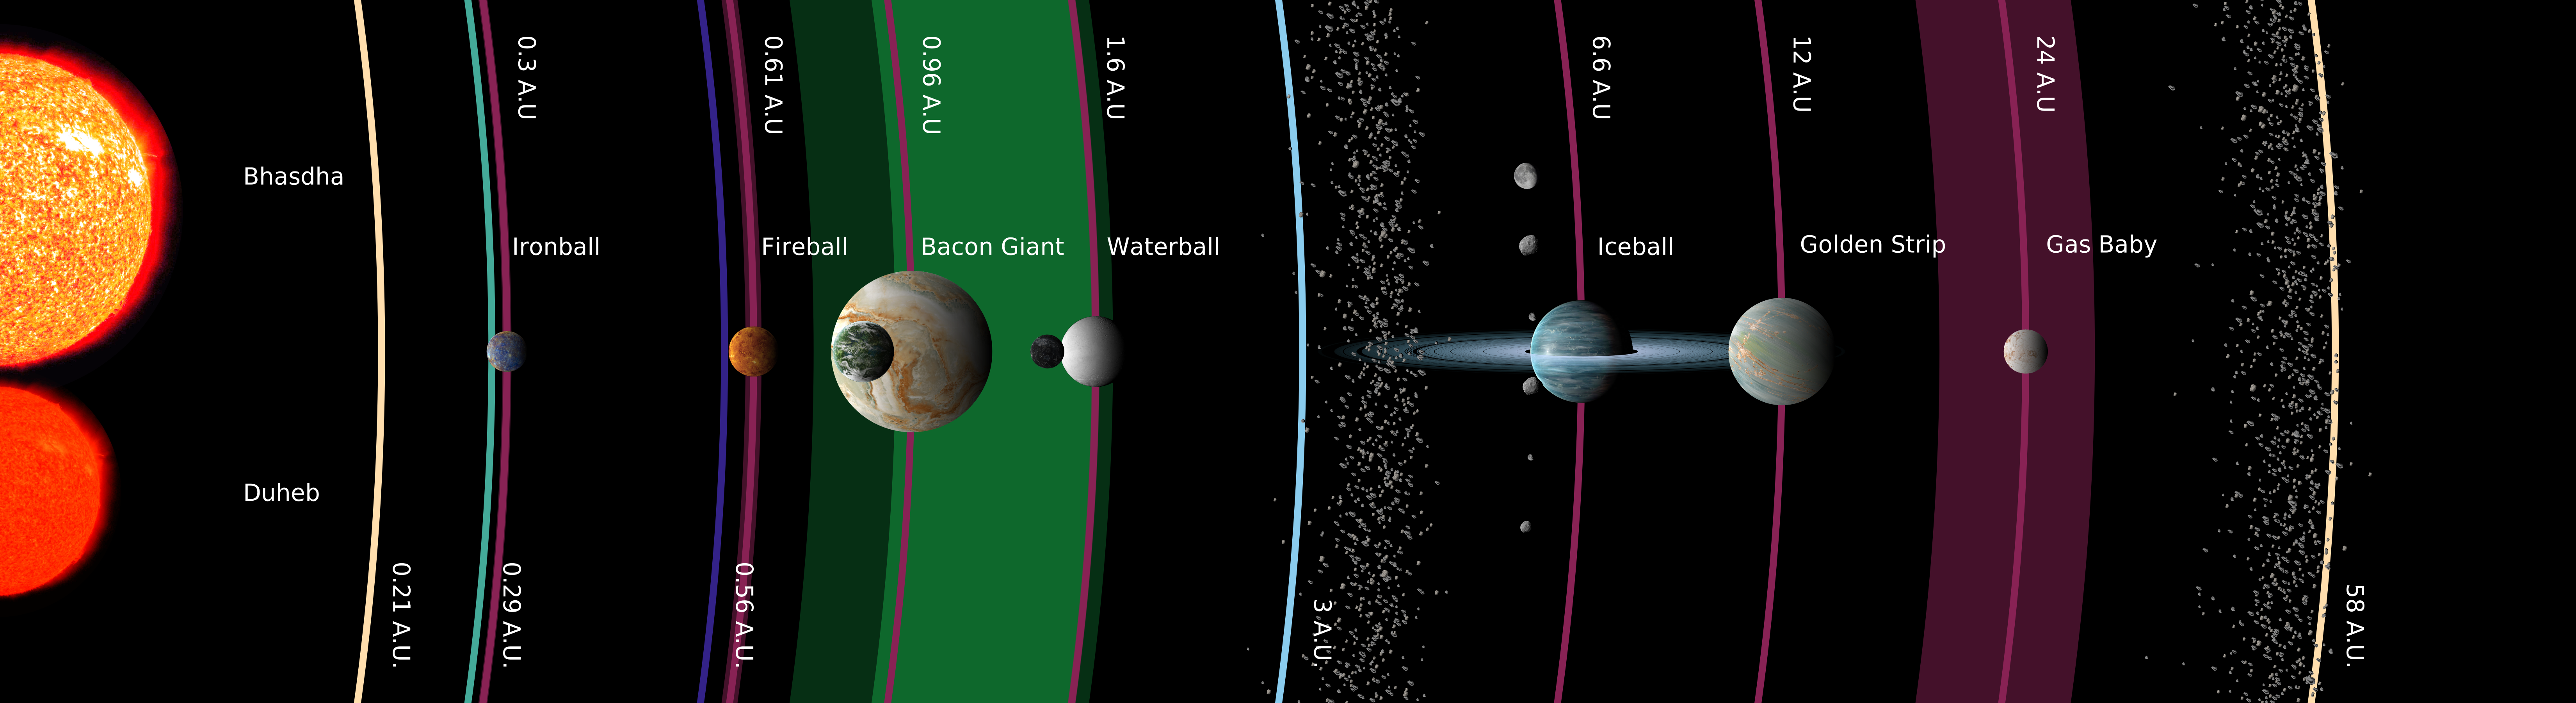 0.3 A.U
0.61 A.U
0.96 A.U
1.6 A.U
6.6 A.U
12 A.U
24 A.U
Bhasdha
Ironball
Fireball
Bacon Giant
Waterball
Iceball
Golden Strip
Gas Baby
Duheb
0.21 A.U.
0.29 A.U.
0.56 A.U.
3 A.U.
58 A.U.